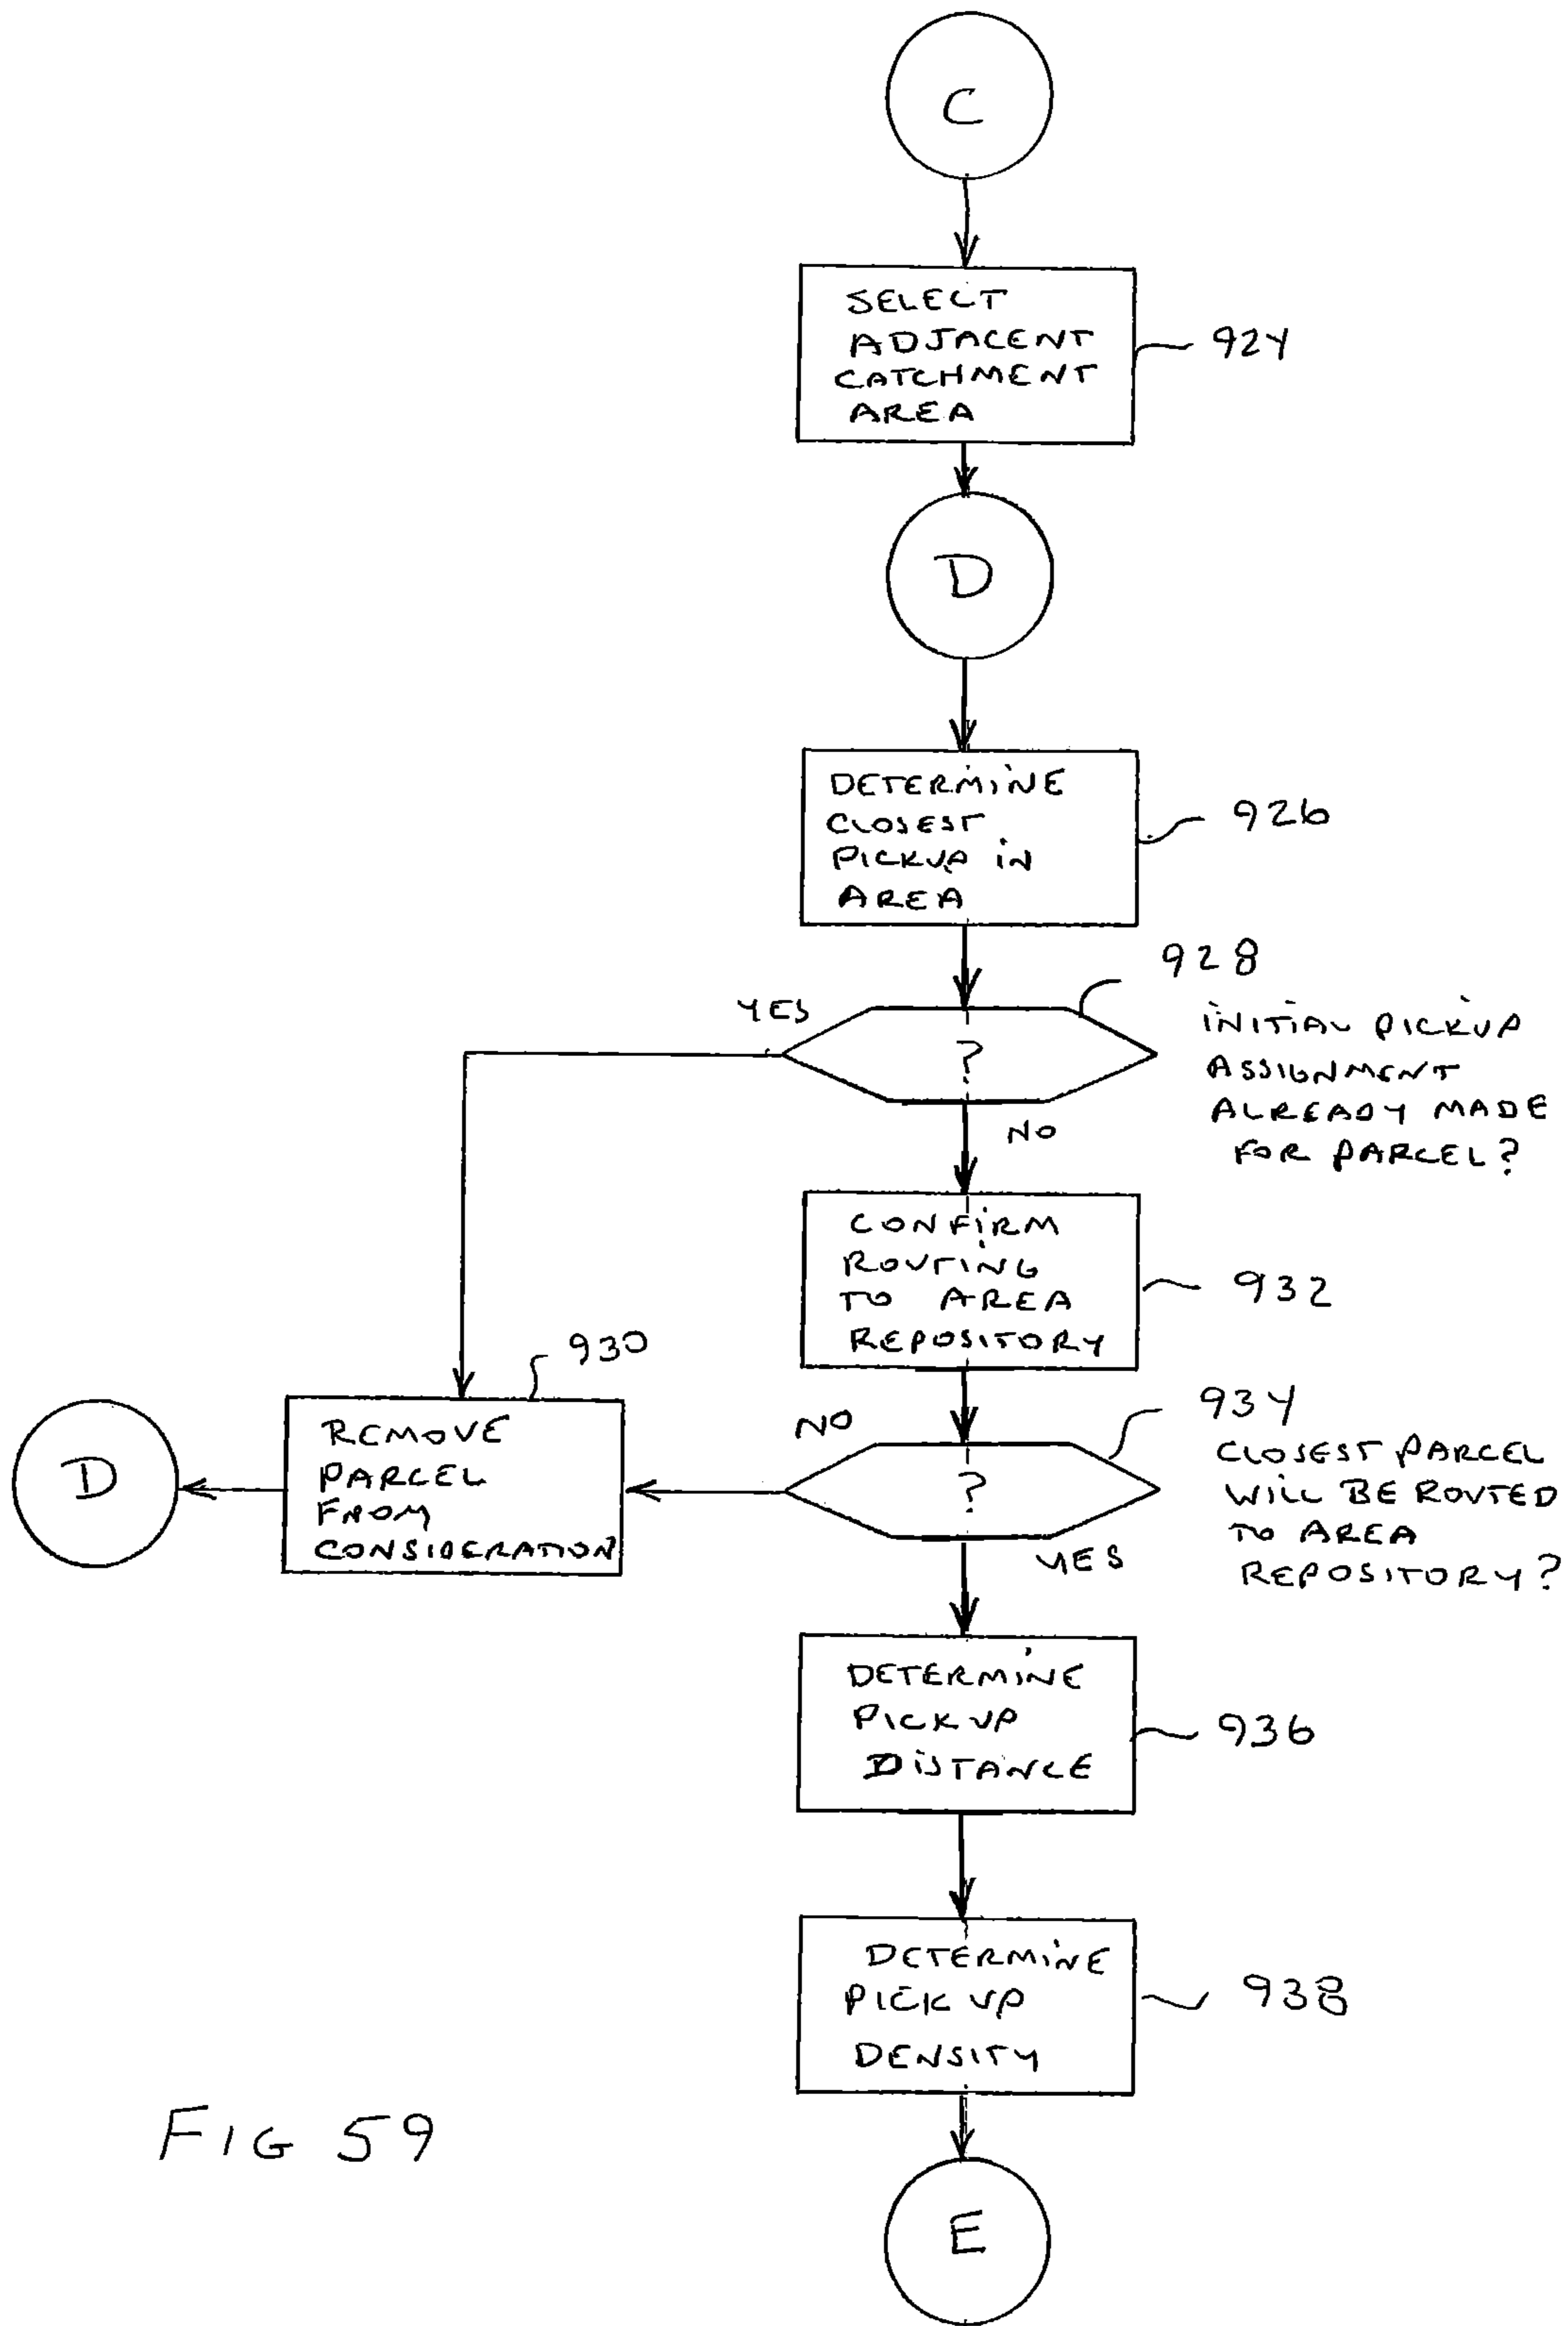 C
SELECT
ADJACENT
CATCHMENT
AREA
924
D
DETERMINE
CLOSEST
PICKUP IN
AREA
926
928
YES
?
INITIAL PICKUP
ASSIGNMENT
ALREADY MADE
FOR PARCEL?
NO
CONFIRM
ROUTING
TO AREA
REPOSITORY
932
930
D
REMOVE
PARCEL
FROM
CONSIDERATION
NO
934
?
CLOSEST PARCEL
WILL BE ROUTED
TO AREA
REPOSITORY?
YES
DETERMINE
PICKUP
DISTANCE
936
DETERMINE
PICK UP
DENSITY
938
FIG 59
E